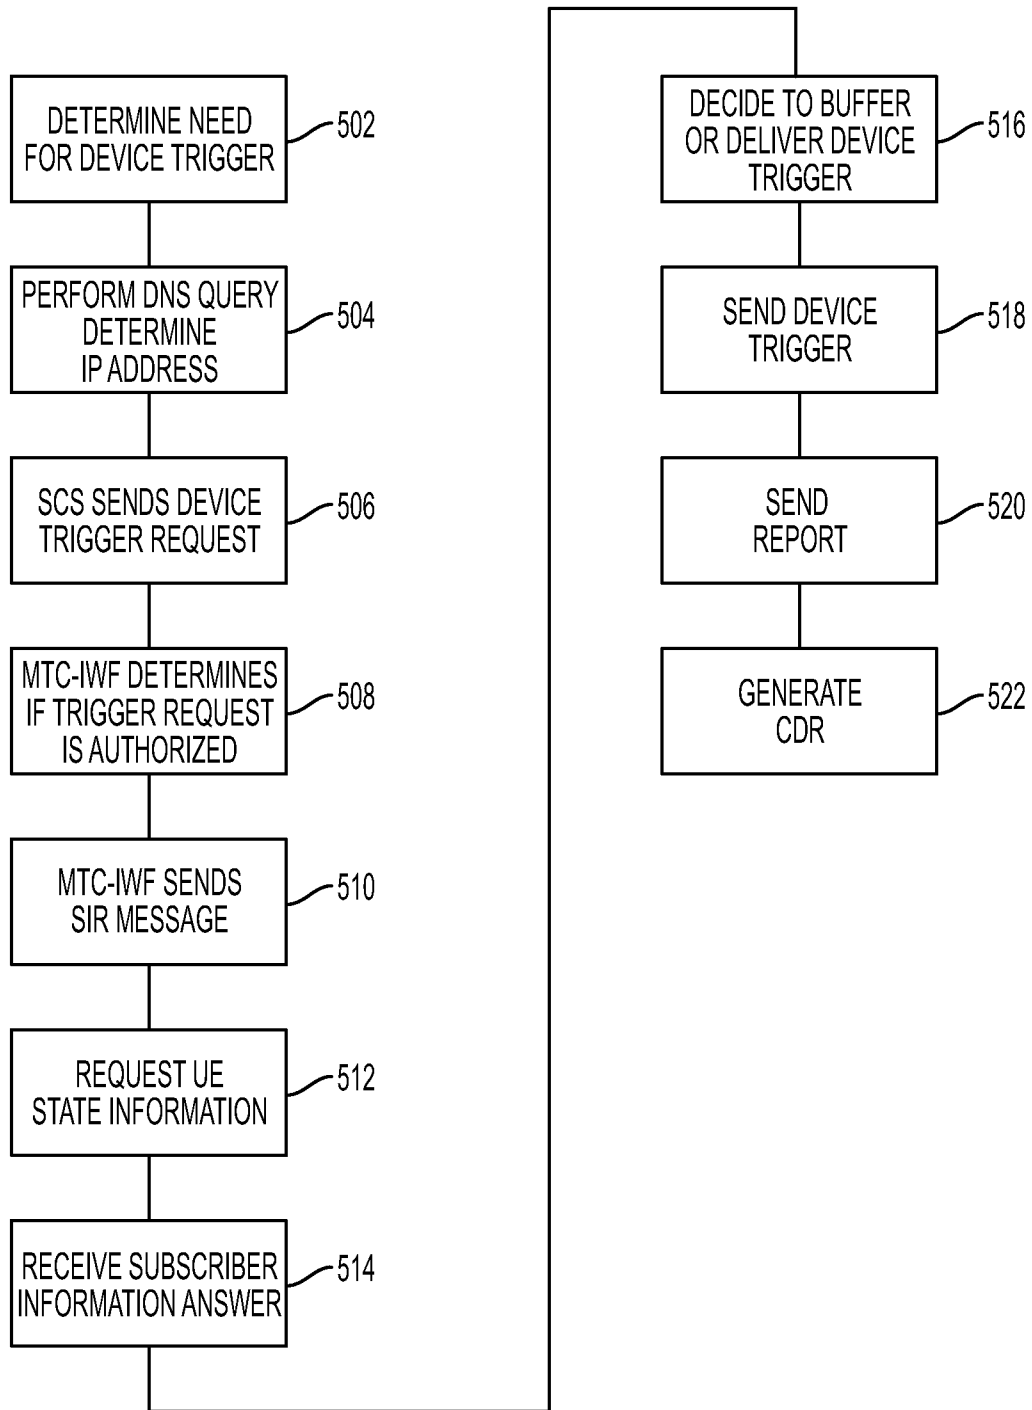 DETERMINE NEED
FOR DEVICE TRIGGER
502
PERFORM DNS QUERY
DETERMINE
IP ADDRESS
504
SCS SENDS DEVICE
TRIGGER REQUEST
506
MTC-IWF DETERMINES
IF TRIGGER REQUEST
IS AUTHORIZED
508
MTC-IWF SENDS
SIR MESSAGE
510
REQUEST UE
STATE INFORMATION
512
RECEIVE SUBSCRIBER
INFORMATION ANSWER
514
DECIDE TO BUFFER
OR DELIVER DEVICE
TRIGGER
516
SEND DEVICE
TRIGGER
518
SEND
REPORT
520
GENERATE
CDR
522